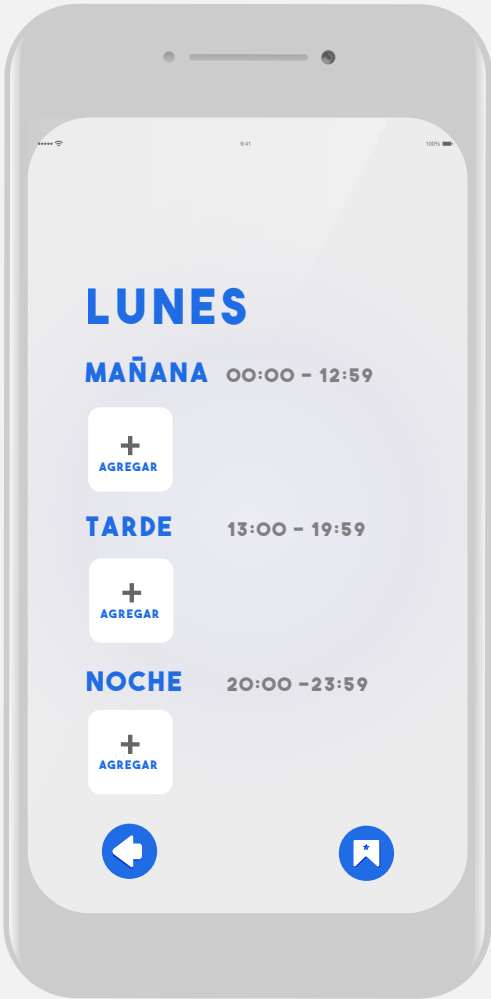 9:41
100%
LUNES
MAÑANA 00:00 - 12:59
+
AGREGAR
TARDE 13:00 - 19:59
+
AGREGAR
NOCHE 20:00 -23:59
+
AGREGAR